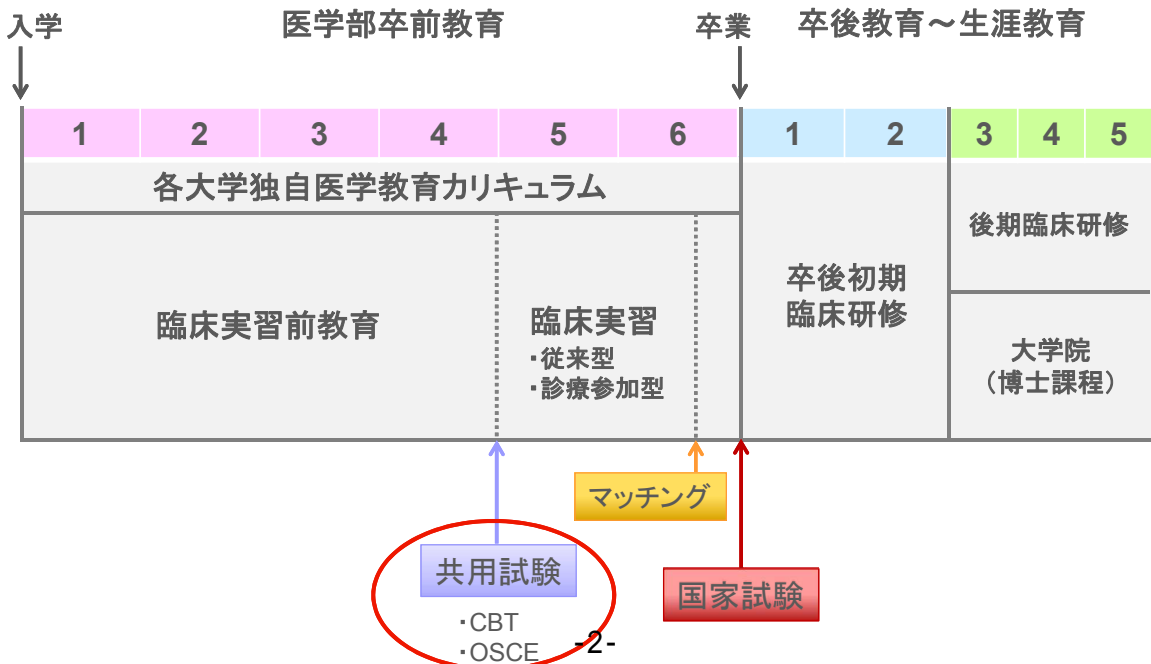 入学
医学部卒前教育
卒業
卒後教育～生涯教育
1 2 3 4 5 6 1 2 3 4 5
各大学独自医学教育カリキュラム
臨床実習前教育
臨床実習
・従来型
・診療参加型
卒後初期
臨床研修
後期臨床研修
大学院
（博士課程）
マッチング
共用試験
・CBT
・OSCE
国家試験
-2-